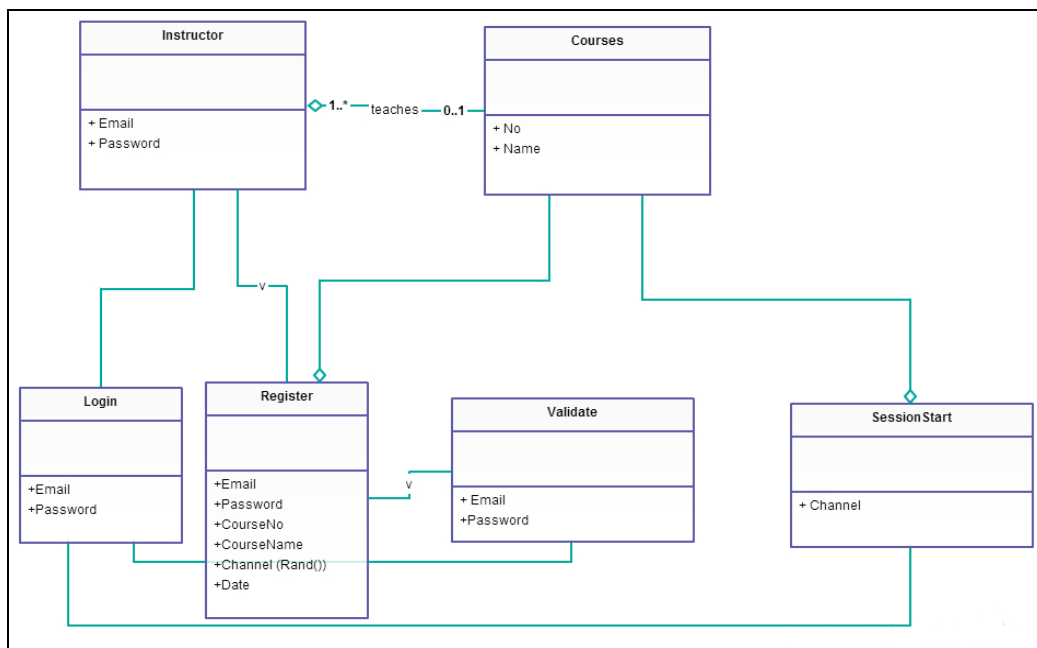 Instructor
+ Email
+ Password
1..* teaches 0..1
Courses
+ No
+ Name
v
Login
+Email
+Password
Register
+Email
+Password
+CourseNo
+CourseName
+Channel (Rand())
+Date
v
Validate
+ Email
+Password
SessionStart
+ Channel